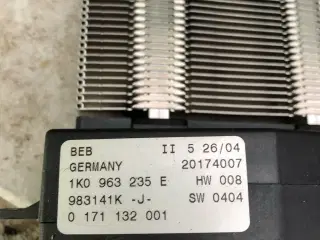 BEB II 5 26/04
GERMANY 20174007
1K0 963 235 E HW 008
983141K -J- SW 0404
0 171 132 001